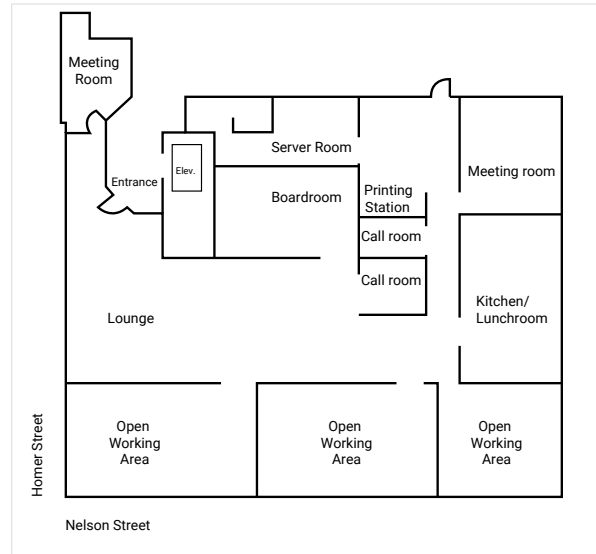 Meeting
Room
Server Room
Elev.
Meeting room
Entrance
Boardroom
Printing
Station
Call room
Call room
Kitchen/
Lunchroom
Lounge
Open
Working
Area
Open
Working
Area
Open
Working
Area
Homer Street
Nelson Street